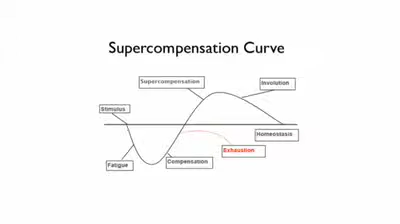 Supercompensation Curve
Supercompensation
Involution
Stimulus
Homeostasis
Exhaustion
Compensation
Fatigue